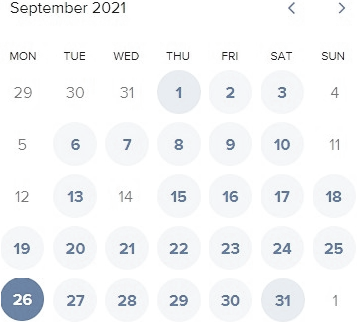 September 2021
MON TUE WED THU FRI SAT SUN
29 30 31 1 2 3 4
5 6 7 8 9 10 11
12 13 14 15 16 17 18
19 20 21 22 23 24 25
26 27 28 29 30 31 1